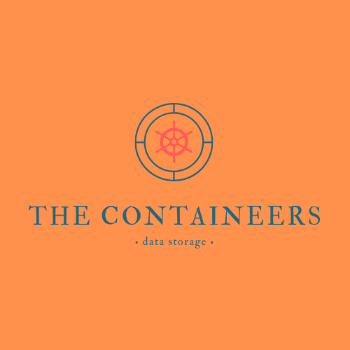 THE CONTAINEERS
• data storage •